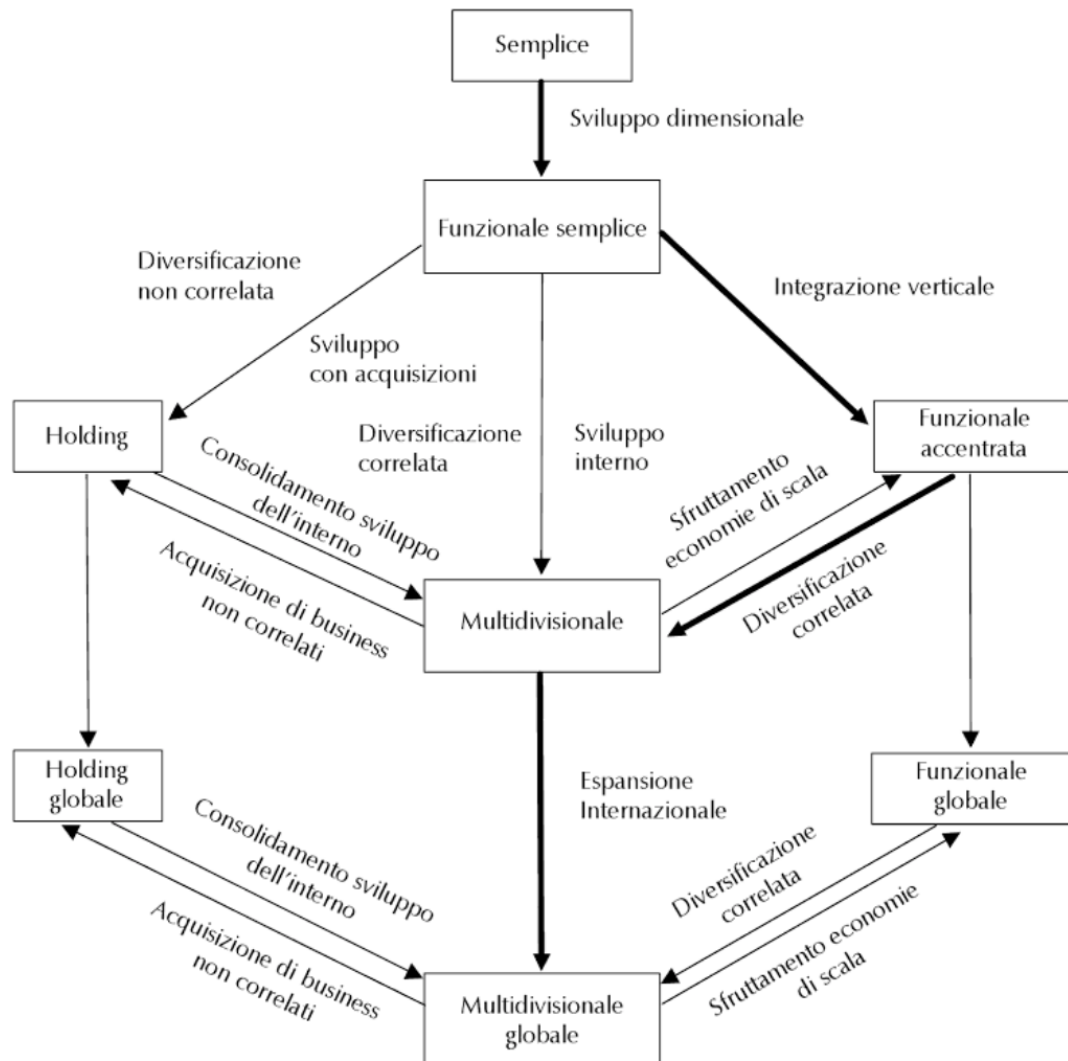 Semplice
Sviluppo dimensionale
Funzionale semplice
Diversificazione
non correlata
Integrazione verticale
Sviluppo
con acquisizioni
Holding
Diversificazione
correlata
Sviluppo
interno
Funzionale
accentrata
Consolidamento sviluppo
dell'interno
Acquisizione di business
non correlati
Sfruttamento
economie di scala
Diversificazione
correlata
Multidivisionale
Holding
globale
Espansione
Internazionale
Funzionale
globale
Consolidamento sviluppo
dell'interno
Acquisizione di business
non correlati
Diversificazione
correlata
Sfruttamento economie
di scala
Multidivisionale
globale